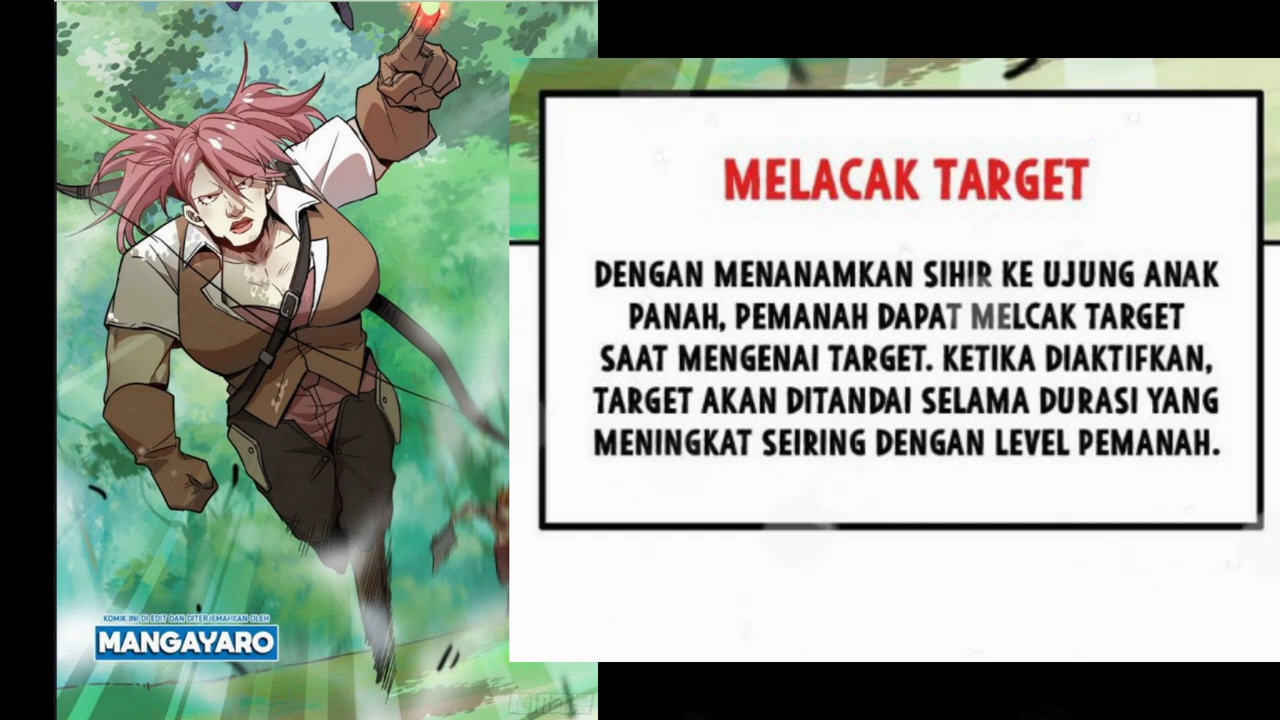 MELACAK TARGET
DENGAN MENANAMKAN SIHIR KE UJUNG ANAK
PANAH, PEMANAH DAPAT MELCAK TARGET
SAAT MENGENAI TARGET. KETIKA DIAKTIFKAN,
TARGET AKAN DITANDAI SELAMA DURASI YANG
MENINGKAT SEIRING DENGAN LEVEL PEMANAH.
KOMIK INI DI EDIT DAN DITERJEMAHKAN OLEH
MANGAYARO